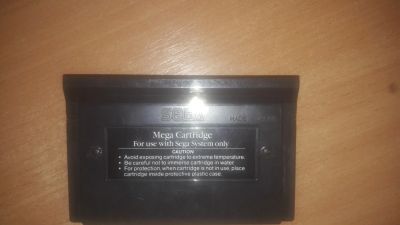 SEGA
Mega Cartridge
For use with Sega System only
CAUTION
• Avoid exposing cartridge to extreme temperature.
• Be careful not to immerse cartridge in water.
• For protection, when cartridge is not in use, place
cartridge inside protective plastic case.